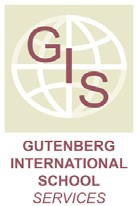 GIS
GUTENBERG
INTERNATIONAL
SCHOOL
SERVICES